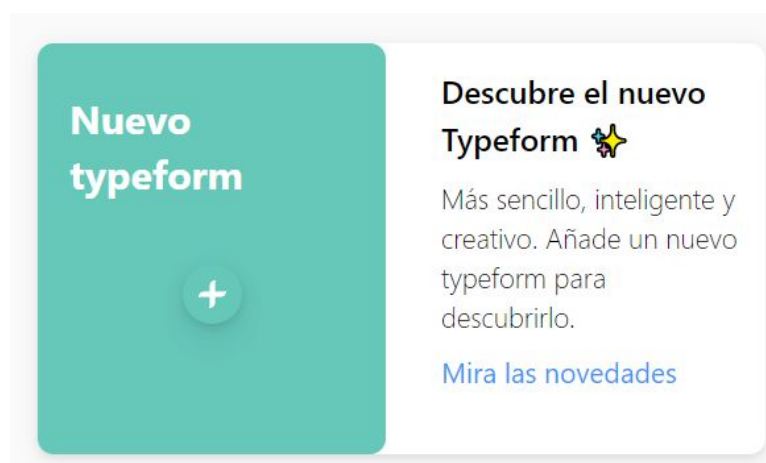 Nuevo
typeform
Descubre el nuevo
Typeform ✨
Más sencillo, inteligente y
creativo. Añade un nuevo
typeform para
descubrirlo.
Mira las novedades